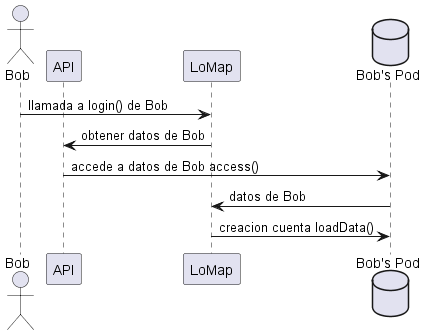 Bob
API
LoMap
Bob's Pod
llamada a login() de Bob
obtener datos de Bob
accede a datos de Bob access()
datos de Bob
creacion cuenta loadData()
Bob
API
LoMap
Bob's Pod